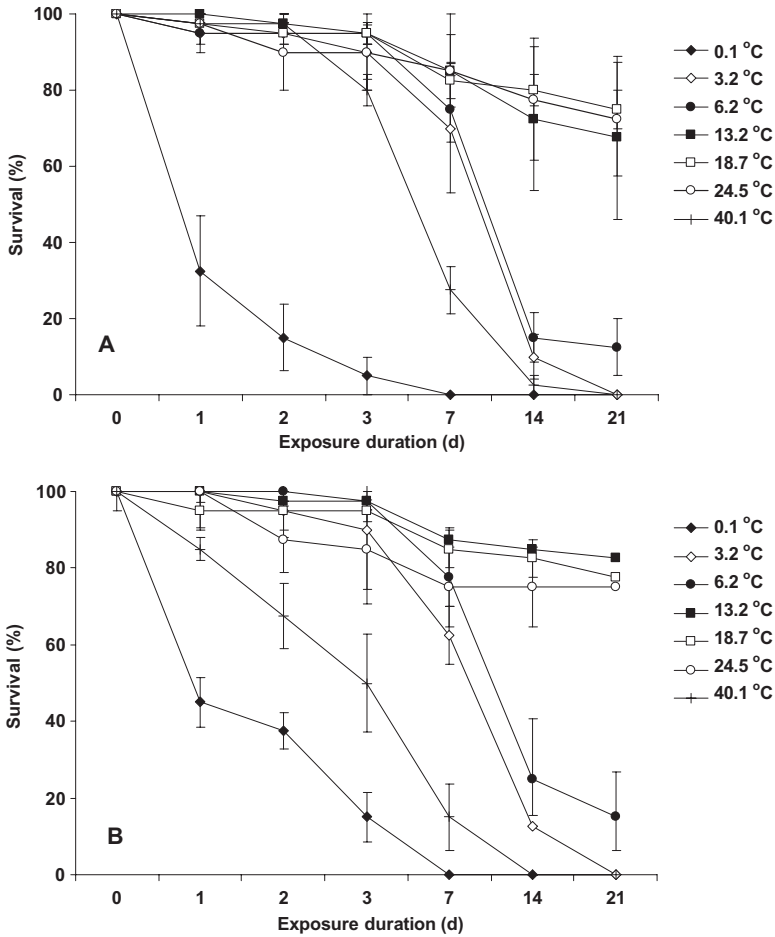 100
80
60
40
20
0
Survival (%)
A
0 1 2 3 7 14 21
Exposure duration (d)
0.1 °C
3.2 °C
6.2 °C
13.2 °C
18.7 °C
24.5 °C
40.1 °C
100
80
60
40
20
0
Survival (%)
B
0 1 2 3 7 14 21
Exposure duration (d)
0.1 °C
3.2 °C
6.2 °C
13.2 °C
18.7 °C
24.5 °C
40.1 °C